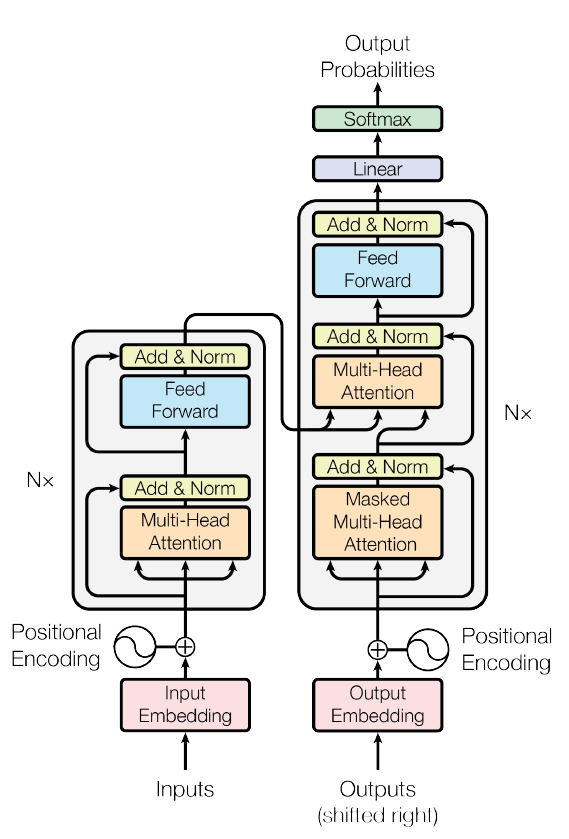 Output
Probabilities
Softmax
Linear
Add & Norm
Feed
Forward
Add & Norm
Multi-Head
Attention
Add & Norm
Masked
Multi-Head
Attention
N×
Add & Norm
Feed
Forward
Add & Norm
Multi-Head
Attention
N×
Positional
Encoding
Positional
Encoding
Input
Embedding
Output
Embedding
Inputs
Outputs
(shifted right)